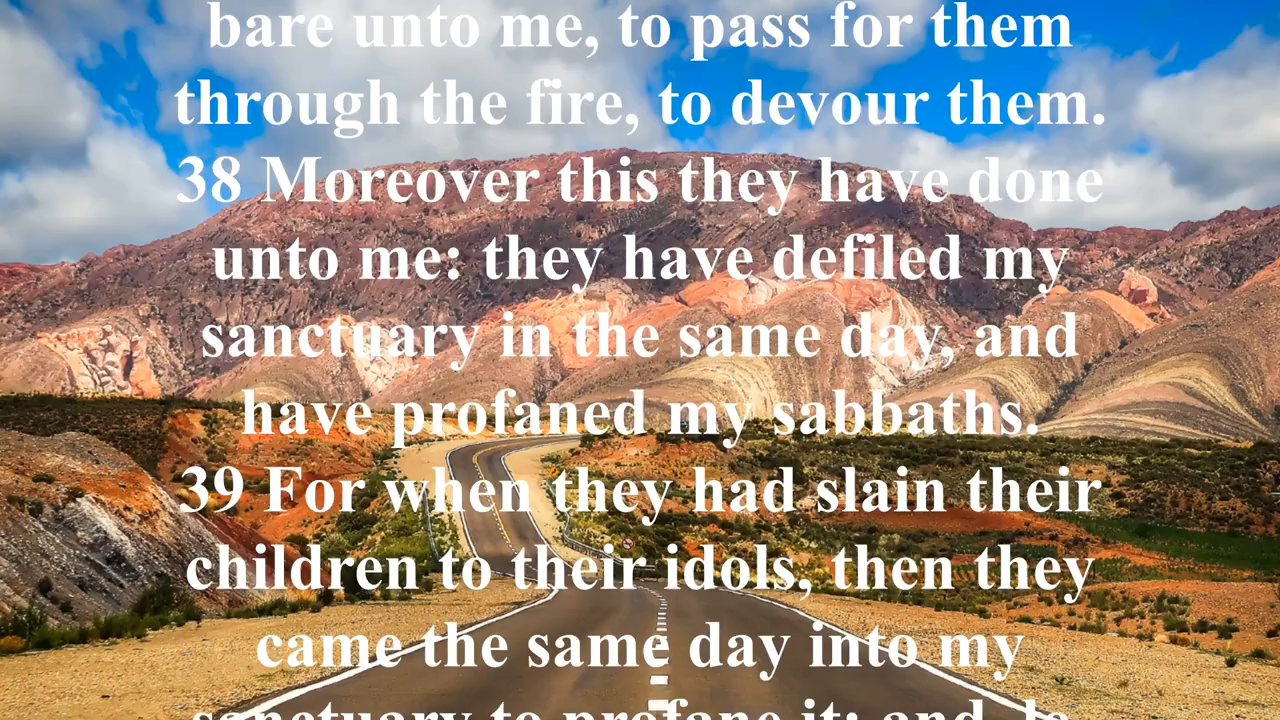 bare unto me, to pass for them
through the fire, to devour them.
38 Moreover this they have done
unto me: they have defiled my
sanctuary in the same day, and
have profaned my sabbaths.
39 For when they had slain their
children to their idols, then they
came the same day into my
sanctuary to profane it; and, lo,